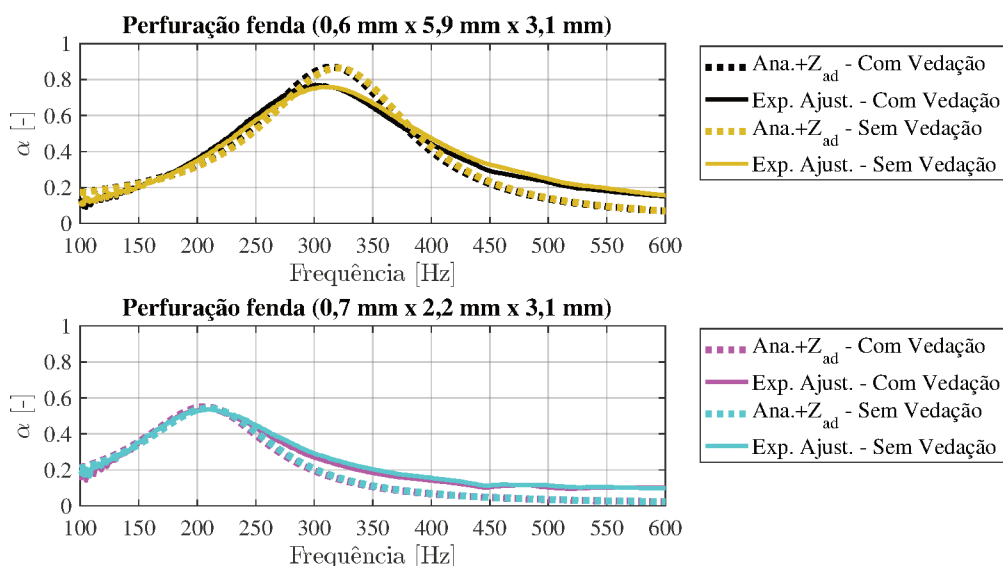 Perfuração fenda (0,6 mm x 5,9 mm x 3,1 mm)
1
0.8
0.6
0.4
0.2
0
α [-]
100 150 200 250 300 350 400 450 500 550 600
Frequência [Hz]
Ana.+Z_ad - Com Vedação
Exp. Ajust. - Com Vedação
Ana.+Z_ad - Sem Vedação
Exp. Ajust. - Sem Vedação
Perfuração fenda (0,7 mm x 2,2 mm x 3,1 mm)
1
0.8
0.6
0.4
0.2
0
α [-]
100 150 200 250 300 350 400 450 500 550 600
Frequência [Hz]
Ana.+Z_ad - Com Vedação
Exp. Ajust. - Com Vedação
Ana.+Z_ad - Sem Vedação
Exp. Ajust. - Sem Vedação